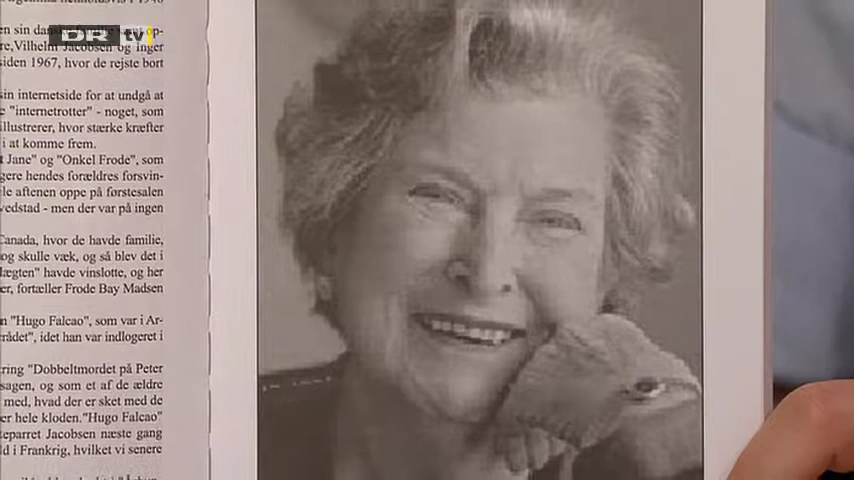 DR tv
en sin
re, Vilhelm Jacobsen og Inger
siden 1967, hvor de rejste bort
sin internetside for at undgå at
e "internetrotter" - noget, som
illustrerer, hvor stærke kræfter
i at komme frem.
t Jane" og "Onkel Frode", som
gere hendes forældres forsvin-
le aftenen oppe på førstesalen
vedstad - men der var på ingen
Canada, hvor de havde familie,
og skulle væk, og så blev det i
lægten" havde vinslotte, og her
er, fortæller Frode Bay Madsen
n "Hugo Falcao", som var i Ar-
rådet", idet han var indlogeret i
ring "Dobbeltmordet på Peter
sagen, og som et af de ældre
med, hvad der er sket med de
er hele kloden. "Hugo Falcao"
teparret Jacobsen næste gang
d i Frankrig, hvilket vi senere